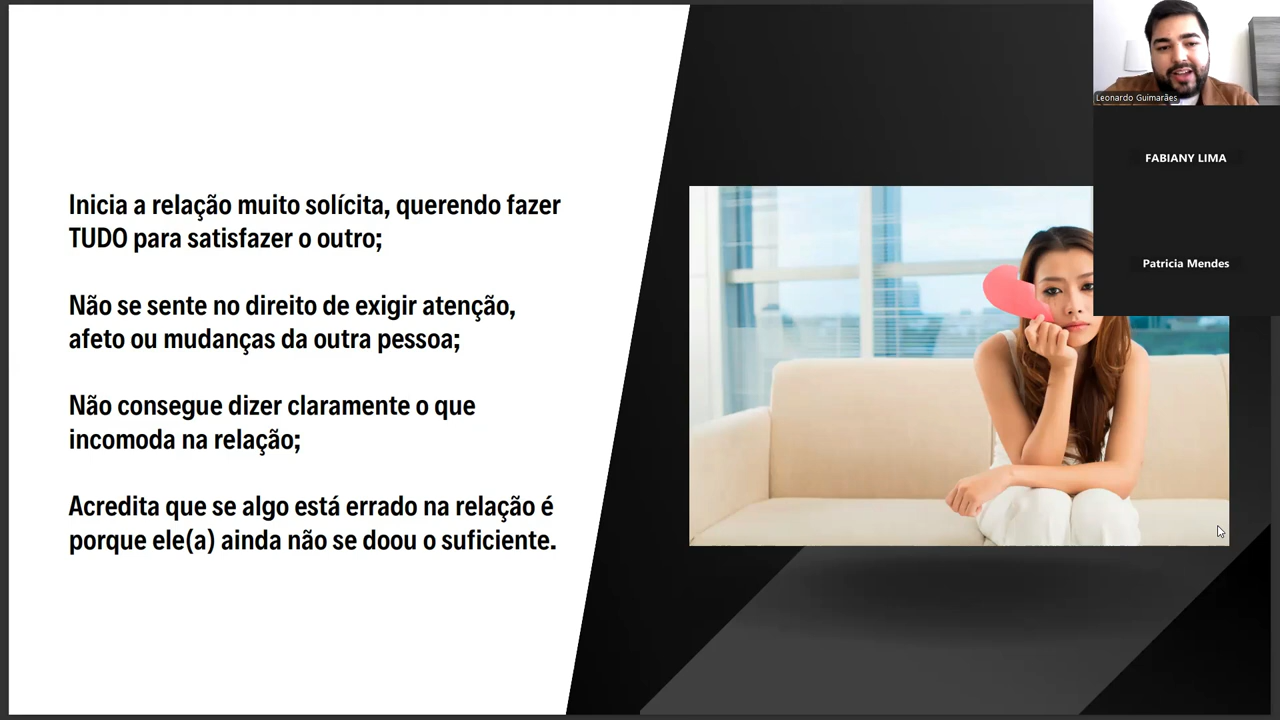 Inicia a relação muito solícita, querendo fazer
TUDO para satisfazer o outro;
Não se sente no direito de exigir atenção,
afeto ou mudanças da outra pessoa;
Não consegue dizer claramente o que
incomoda na relação;
Acredita que se algo está errado na relação é
porque ele(a) ainda não se doou o suficiente.
Leonardo Guimarães
FABIANY LIMA
Patricia Mendes